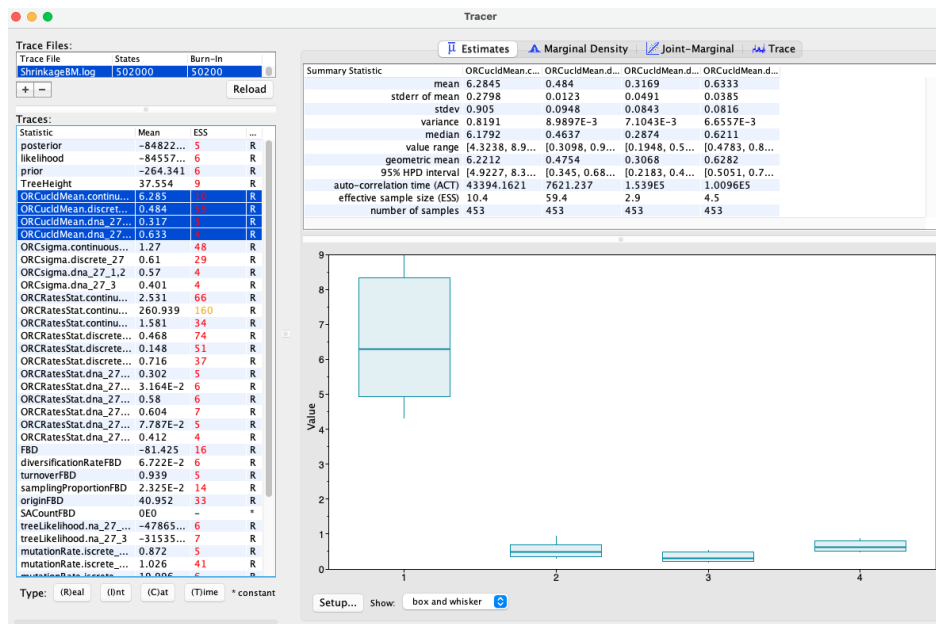 Tracer
Trace Files:
Trace File States Burn-In
ShrinkageBM.log 502000 50200
+ − Reload
Traces:
Statistic Mean ESS ...
posterior −84822... 5 R
likelihood −84557... 6 R
prior −264.341 6 R
TreeHeight 37.554 9 R
ORCucldMean.continu... 6.285 R
ORCucldMean.discret... 0.484 R
ORCucldMean.dna_27... 0.317 R
ORCucldMean.dna_27... 0.633 R
ORCsigma.continuous... 1.27 48 R
ORCsigma.discrete_27 0.61 29 R
ORCsigma.dna_27_1,2 0.57 4 R
ORCsigma.dna_27_3 0.401 4 R
ORCRatesStat.continu... 2.531 66 R
ORCRatesStat.continu... 260.939 160 R
ORCRatesStat.continu... 1.581 34 R
ORCRatesStat.discrete... 0.468 74 R
ORCRatesStat.discrete... 0.148 51 R
ORCRatesStat.discrete... 0.716 37 R
ORCRatesStat.dna_27... 0.302 5 R
ORCRatesStat.dna_27... 3.164E-2 6 R
ORCRatesStat.dna_27... 0.58 6 R
ORCRatesStat.dna_27... 0.604 7 R
ORCRatesStat.dna_27... 7.787E-2 5 R
ORCRatesStat.dna_27... 0.412 4 R
FBD −81.425 16 R
diversificationRateFBD 6.722E-2 6 R
turnoverFBD 0.939 5 R
samplingProportionFBD 2.325E-2 14 R
originFBD 40.952 33 R
SACountFBD 0E0 – *
treeLikelihood.na_27_... −47865... 6 R
treeLikelihood.na_27_3 −31535... 7 R
mutationRate.iscrete_... 0.872 5 R
mutationRate.iscrete... 1.026 41 R
Type: (R)eal (I)nt (C)at (T)ime * constant
Estimates Marginal Density Joint-Marginal Trace
Summary Statistic ORCucldMean.c... ORCucldMean.d... ORCucldMean.d... ORCucldMean.d...
mean 6.2845 0.484 0.3169 0.6333
stderr of mean 0.2798 0.0123 0.0491 0.0385
stdev 0.905 0.0948 0.0843 0.0816
variance 0.8191 8.9897E-3 7.1043E-3 6.6557E-3
median 6.1792 0.4637 0.2874 0.6211
value range [4.3238, 8.9... [0.3098, 0.9... [0.1948, 0.5... [0.4783, 0.8...
geometric mean 6.2212 0.4754 0.3068 0.6282
95% HPD interval [4.9227, 8.3... [0.345, 0.68... [0.2183, 0.4... [0.5051, 0.7...
auto-correlation time (ACT) 43394.1621 7621.237 1.539E5 1.0096E5
effective sample size (ESS) 10.4 59.4 2.9 4.5
number of samples 453 453 453 453
Value
9
8
7
6
5
4
3
2
1
0
1 2 3 4
Setup... Show: box and whisker